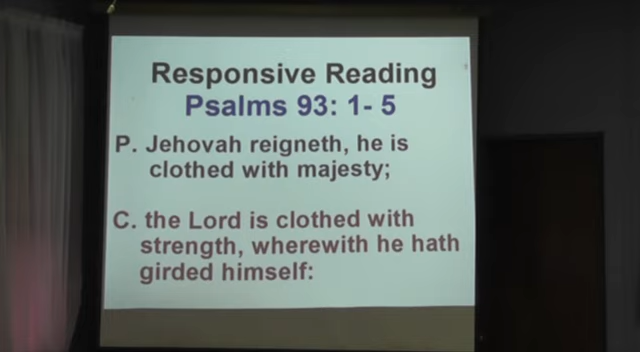 Responsive Reading
Psalms 93: 1- 5
P. Jehovah reigneth, he is
clothed with majesty;
C. the Lord is clothed with
strength, wherewith he hath
girded himself: